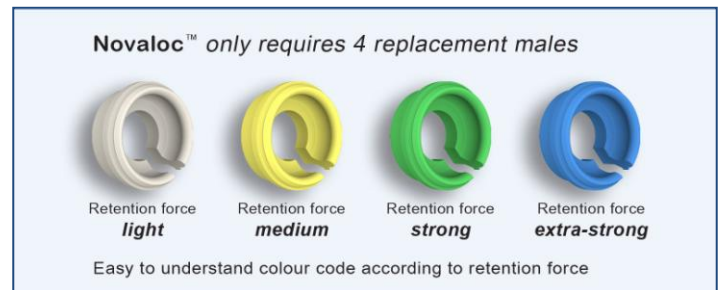 Novaloc™ only requires 4 replacement males
Retention force Retention force Retention force Retention force
light medium strong extra-strong
Easy to understand colour code according to retention force